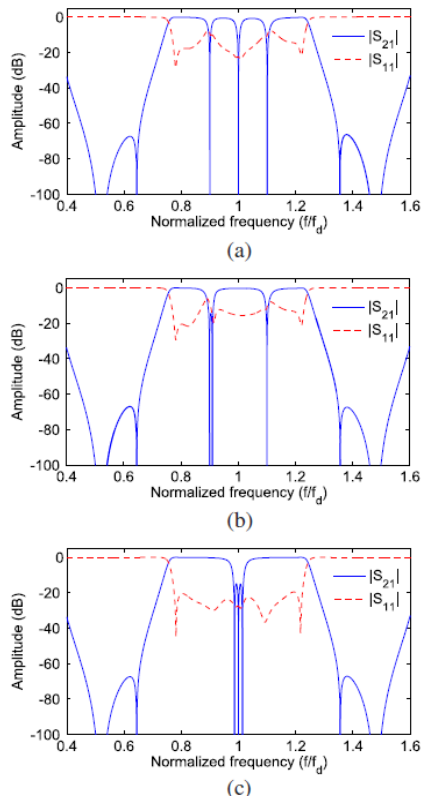 0
-20
-40
-60
-80
-100
Amplitude (dB)
|S21|
|S11|
0.4 0.6 0.8 1 1.2 1.4 1.6
Normalized frequency (f/fd)
(a)
0
-20
-40
-60
-80
-100
Amplitude (dB)
|S21|
|S11|
0.4 0.6 0.8 1 1.2 1.4 1.6
Normalized frequency (f/fd)
(b)
0
-20
-40
-60
-80
-100
Amplitude (dB)
|S21|
|S11|
0.4 0.6 0.8 1 1.2 1.4 1.6
Normalized frequency (f/fd)
(c)